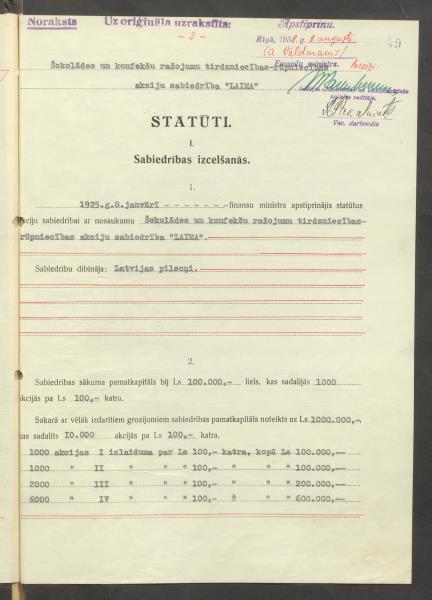 Noraksts
Uz oriģināla uzrakstīts:
- 3 -
Apstiprinu.
49
Rīgā, 1938. g. 2. augustā
(A. Valdmanis)
Finanšu ministrs.
Šokolādes un konfekšu ražojumu tirdzniecības-rūpniecības
akciju sabiedrība "LAIMA"
Vec. darbvedis
STATŪTI.
I.
Sabiedrības izcelšanās.
1.
1925.g.8.janvārī - - - - - - -finansu ministrs apstiprinājis statūtus
akciju sabiedrībai ar nosaukumu Šokolādes un konfekšu ražojumu tirdzniecības-
rūpniecības akciju sabiedrība "LAIMA".
Sabiedrību dibināja: Latvijas pilsoņi.
2.
Sabiedrības sākuma pamatkapitāls bij Ls 100.000,- liels, kas sadalījās 1000
akcijās pa Ls 100,- katra.
Sakarā ar vēlāk izdarītiem grozījumiem sabiedrības pamatkapitāls noteikts uz Ls 1000.000,-,
kas sadalīts 10.000 akcijās pa Ls 100,- katra.
1000 akcijas I izlaiduma par Ls 100,- katra, kopā Ls 100.000,--
1000 " II " " " 100,- " " " 100.000,--
2000 " III " " " 100,- " " " 200.000,--
6000 " IV " " " 100,- " " " 600.000,--